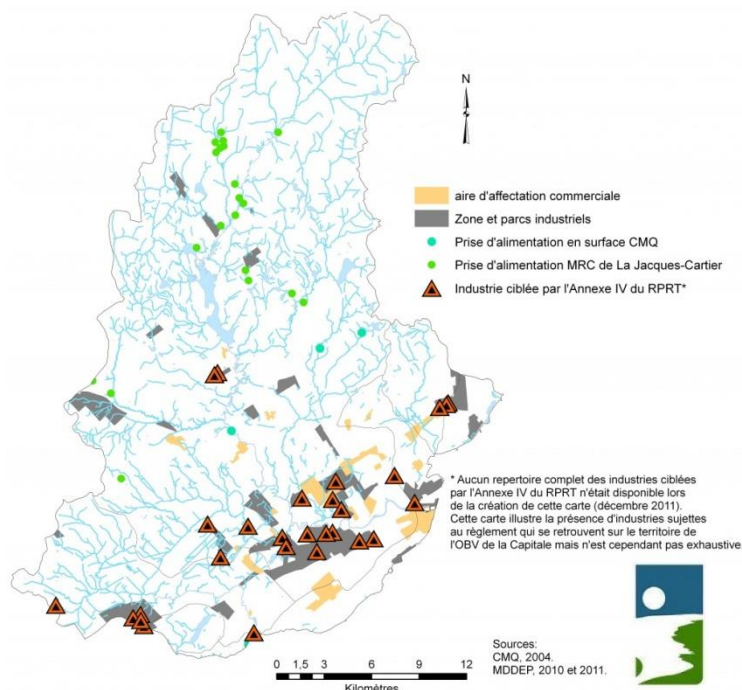 N
aire d'affectation commerciale
Zone et parcs industriels
Prise d'alimentation en surface CMQ
Prise d'alimentation MRC de La Jacques-Cartier
Industrie ciblée par l'Annexe IV du RPRT*
* Aucun repertoire complet des industries ciblées
par l'Annexe IV du RPRT n'était disponible lors
de la création de cette carte (décembre 2011).
Cette carte illustre la présence d'industries sujettes
au règlement qui se retrouvent sur le territoire de
l'OBV de la Capitale mais n'est cependant pas exhaustive.
Sources:
CMQ, 2004.
MDDEP, 2010 et 2011.
0 1,5 3 6 9 12
Kilomètres